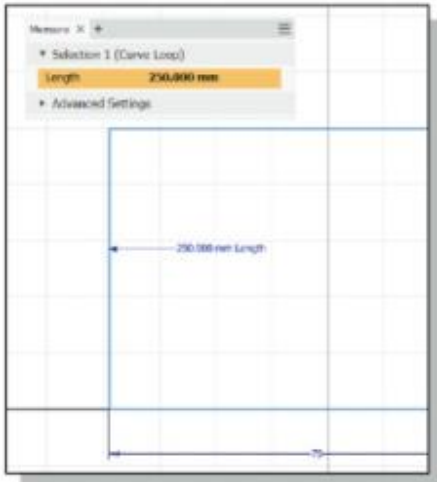 Measure × +
Selection 1 (Curve Loop)
Length 250.000 mm
Advanced Settings
250.000 mm Length
75